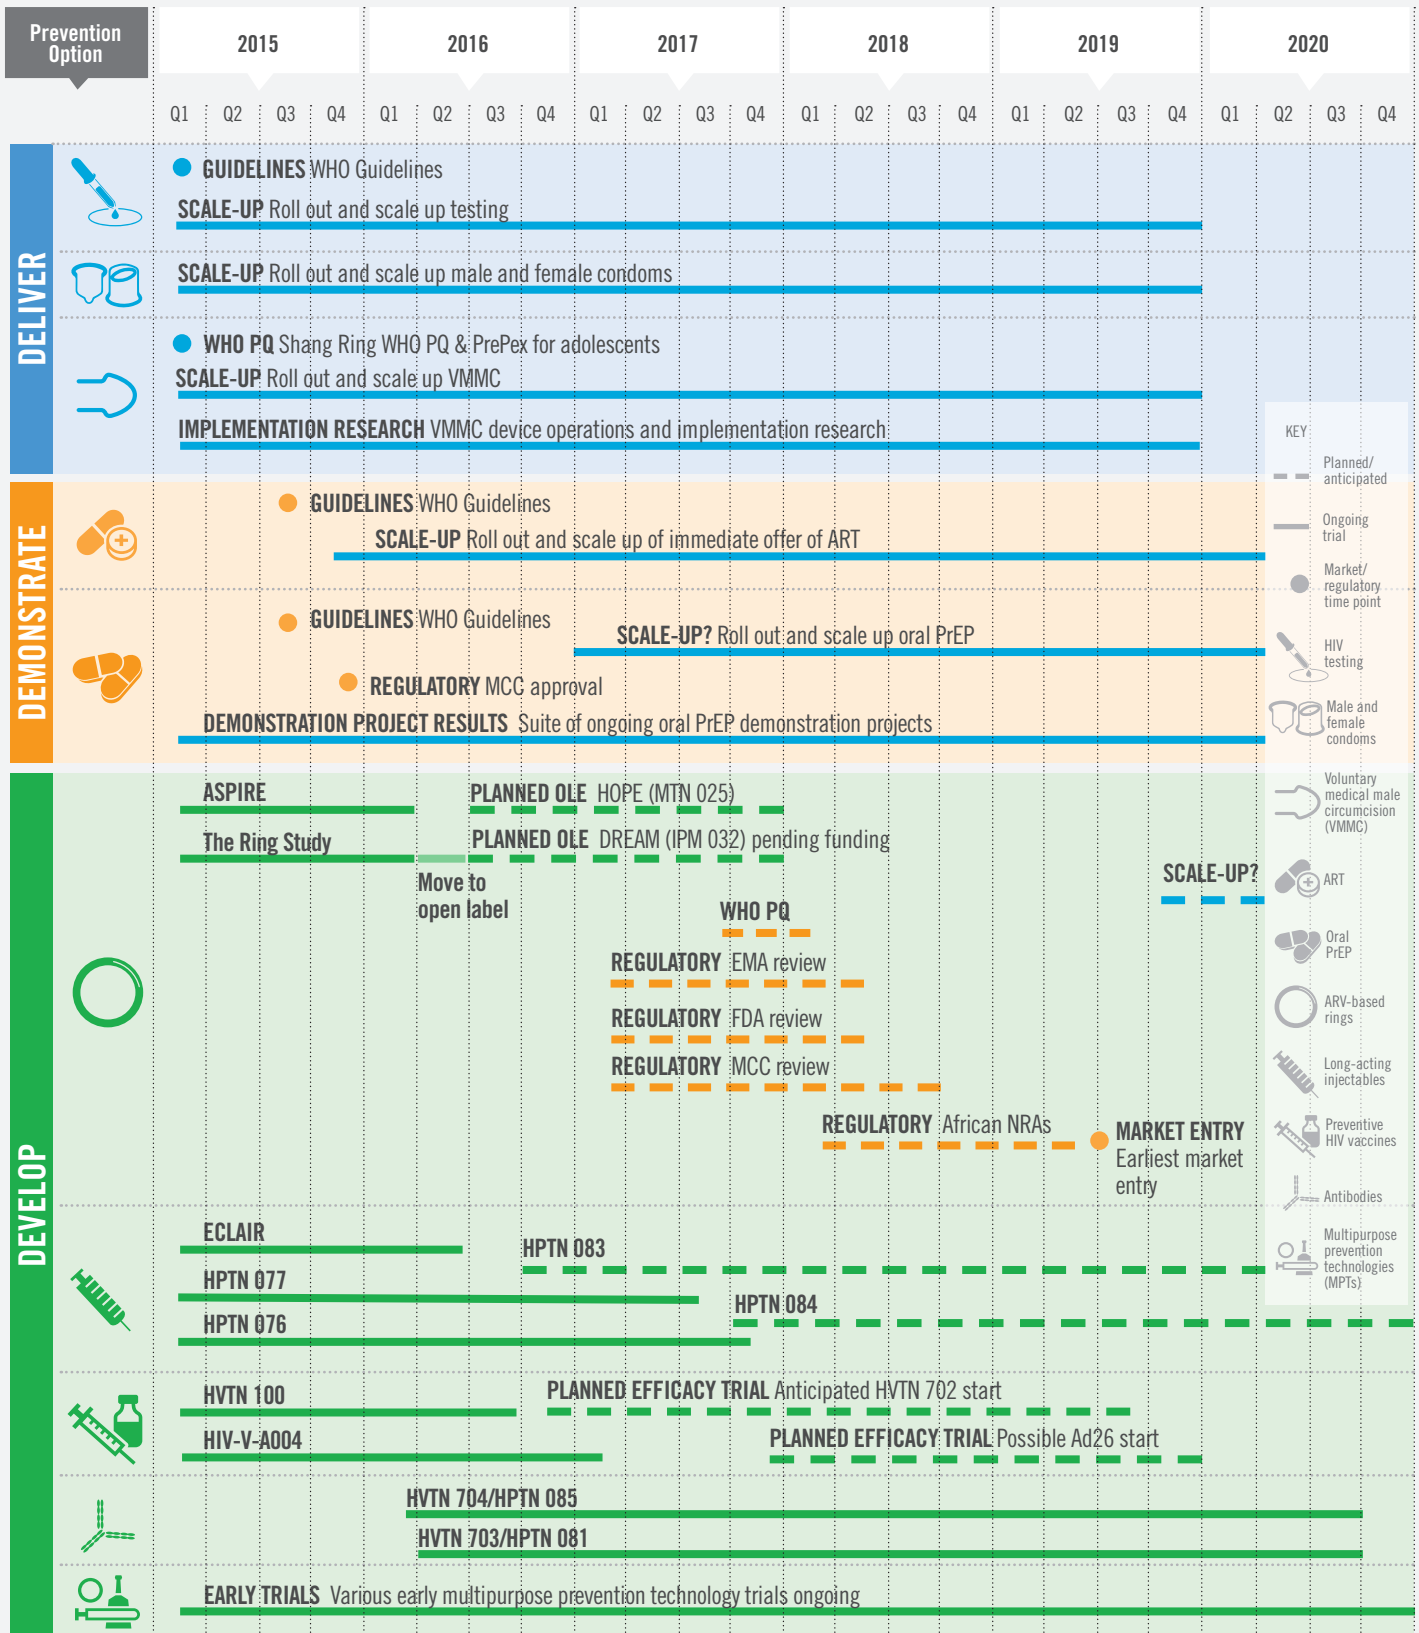 Prevention
Option
2015
2016
2017
2018
2019
2020
Q1 Q2 Q3 Q4 Q1 Q2 Q3 Q4 Q1 Q2 Q3 Q4 Q1 Q2 Q3 Q4 Q1 Q2 Q3 Q4 Q1 Q2 Q3 Q4
DELIVER
GUIDELINES WHO Guidelines
SCALE-UP Roll out and scale up testing
SCALE-UP Roll out and scale up male and female condoms
WHO PQ Shang Ring WHO PQ & PrePex for adolescents
SCALE-UP Roll out and scale up VMMC
IMPLEMENTATION RESEARCH VMMC device operations and implementation research
DEMONSTRATE
GUIDELINES WHO Guidelines
SCALE-UP Roll out and scale up of immediate offer of ART
GUIDELINES WHO Guidelines
SCALE-UP? Roll out and scale up oral PrEP
REGULATORY MCC approval
DEMONSTRATION PROJECT RESULTS Suite of ongoing oral PrEP demonstration projects
DEVELOP
ASPIRE
PLANNED OLE HOPE (MTN 025)
The Ring Study
PLANNED OLE DREAM (IPM 032) pending funding
Move to
open label
SCALE-UP?
WHO PQ
REGULATORY EMA review
REGULATORY FDA review
REGULATORY MCC review
REGULATORY African NRAs
MARKET ENTRY
Earliest market
entry
ECLAIR
HPTN 083
HPTN 077
HPTN 084
HPTN 076
HVTN 100
PLANNED EFFICACY TRIAL Anticipated HVTN 702 start
HIV-V-A004
PLANNED EFFICACY TRIAL Possible Ad26 start
HVTN 704/HPTN 085
HVTN 703/HPTN 081
EARLY TRIALS Various early multipurpose prevention technology trials ongoing
KEY
Planned/
anticipated
Ongoing
trial
Market/
regulatory
time point
HIV
testing
Male and
female
condoms
Voluntary
medical male
circumcision
(VMMC)
ART
Oral
PrEP
ARV-based
rings
Long-acting
injectables
Preventive
HIV vaccines
Antibodies
Multipurpose
prevention
technologies
(MPTs)